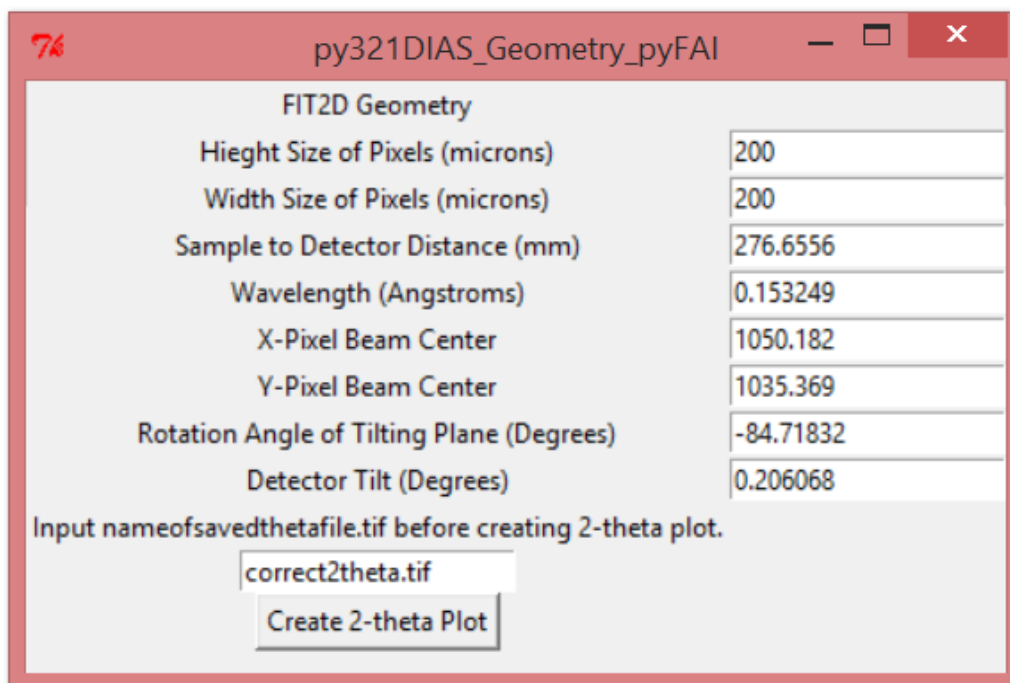 py321DIAS_Geometry_pyFAI
FIT2D Geometry
Hieght Size of Pixels (microns) 200
Width Size of Pixels (microns) 200
Sample to Detector Distance (mm) 276.6556
Wavelength (Angstroms) 0.153249
X-Pixel Beam Center 1050.182
Y-Pixel Beam Center 1035.369
Rotation Angle of Tilting Plane (Degrees) -84.71832
Detector Tilt (Degrees) 0.206068
Input nameofsavedthetafile.tif before creating 2-theta plot.
correct2theta.tif
Create 2-theta Plot